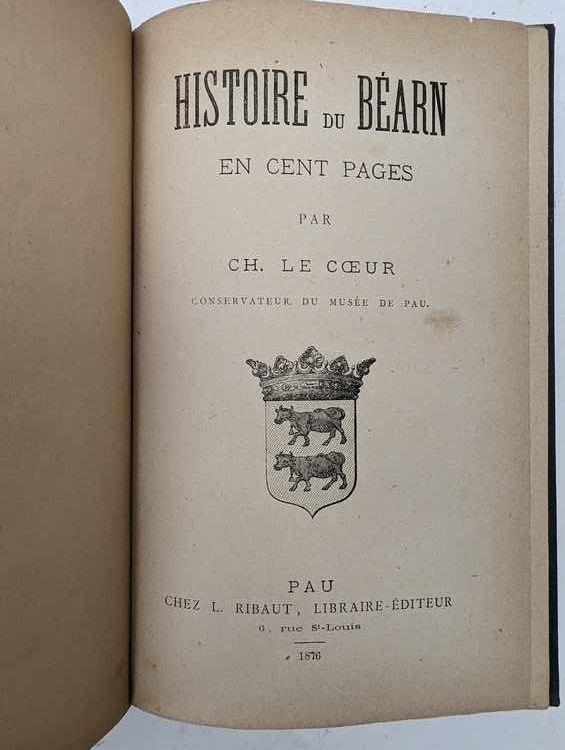 HISTOIRE DU BÉARN
EN CENT PAGES
PAR
CH. LE CŒUR
CONSERVATEUR DU MUSÉE DE PAU.
PAU
CHEZ L. RIBAUT, LIBRAIRE-ÉDITEUR
6, rue St-Louis
1876